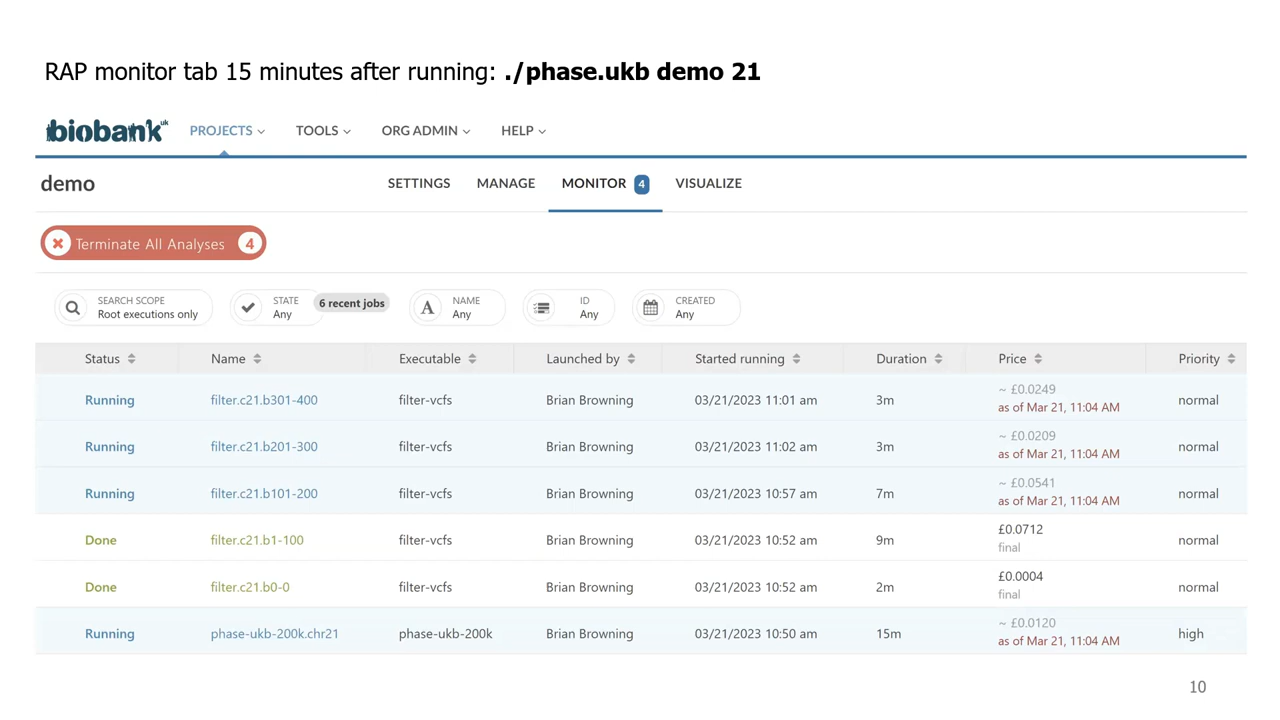 RAP monitor tab 15 minutes after running: ./phase.ukb demo 21
biobank uk PROJECTS TOOLS ORG ADMIN HELP
demo SETTINGS MANAGE MONITOR 4 VISUALIZE
Terminate All Analyses 4
SEARCH SCOPE STATE 6 recent jobs NAME ID CREATED
Root executions only Any Any Any Any
Status Name Executable Launched by Started running Duration Price Priority
Running filter.c21.b301-400 filter-vcfs Brian Browning 03/21/2023 11:01 am 3m ~ £0.0249 normal
as of Mar 21, 11:04 AM
Running filter.c21.b201-300 filter-vcfs Brian Browning 03/21/2023 11:02 am 3m ~ £0.0209 normal
as of Mar 21, 11:04 AM
Running filter.c21.b101-200 filter-vcfs Brian Browning 03/21/2023 10:57 am 7m ~ £0.0541 normal
as of Mar 21, 11:04 AM
Done filter.c21.b1-100 filter-vcfs Brian Browning 03/21/2023 10:52 am 9m £0.0712 normal
final
Done filter.c21.b0-0 filter-vcfs Brian Browning 03/21/2023 10:52 am 2m £0.0004 normal
final
Running phase-ukb-200k.chr21 phase-ukb-200k Brian Browning 03/21/2023 10:50 am 15m ~ £0.0120 high
as of Mar 21, 11:04 AM
10